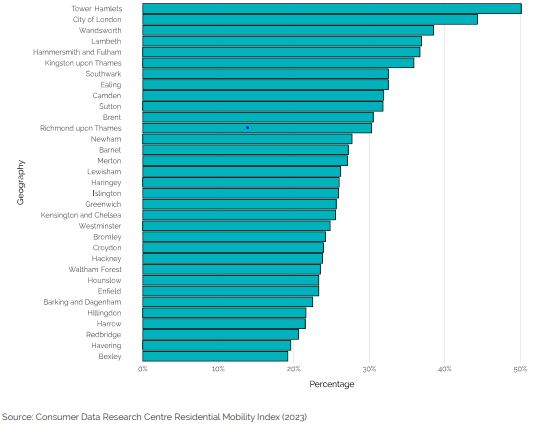 Tower Hamlets
City of London
Wandsworth
Lambeth
Hammersmith and Fulham
Kingston upon Thames
Southwark
Ealing
Camden
Sutton
Brent
Richmond upon Thames
Newham
Barnet
Merton
Lewisham
Haringey
Islington
Greenwich
Kensington and Chelsea
Westminster
Bromley
Croydon
Hackney
Waltham Forest
Hounslow
Enfield
Barking and Dagenham
Hillingdon
Harrow
Redbridge
Havering
Bexley
Geography
0% 10% 20% 30% 40% 50%
Percentage
Source: Consumer Data Research Centre Residential Mobility Index (2023)